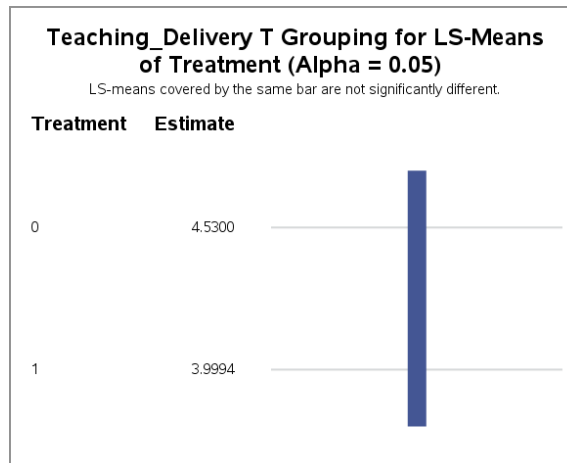 Teaching_Delivery T Grouping for LS-Means
of Treatment (Alpha = 0.05)
LS-means covered by the same bar are not significantly different.
Treatment Estimate
0 4.5300
1 3.9994